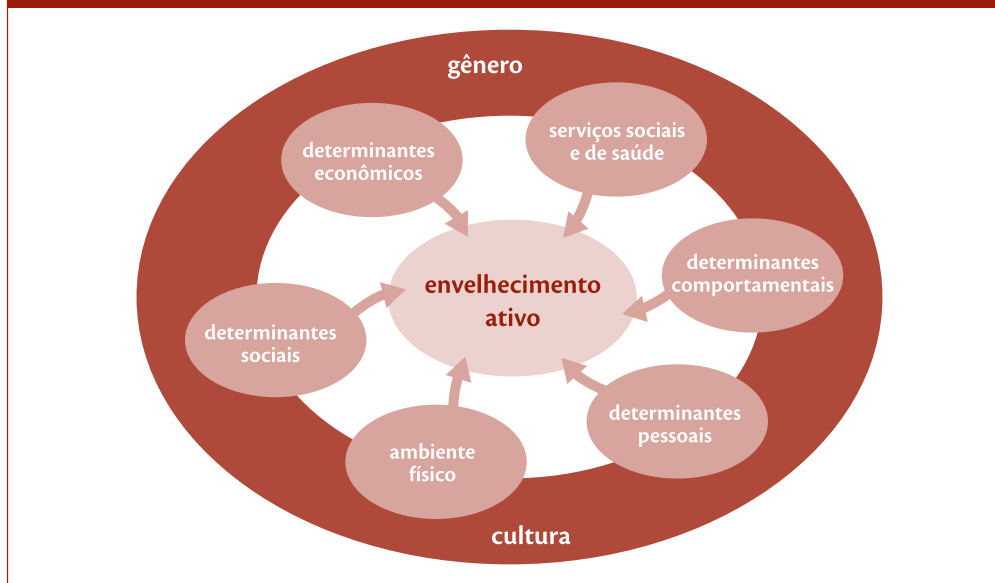 gênero
serviços sociais
e de saúde
determinantes
econômicos
determinantes
comportamentais
envelhecimento
ativo
determinantes
sociais
determinantes
pessoais
ambiente
físico
cultura